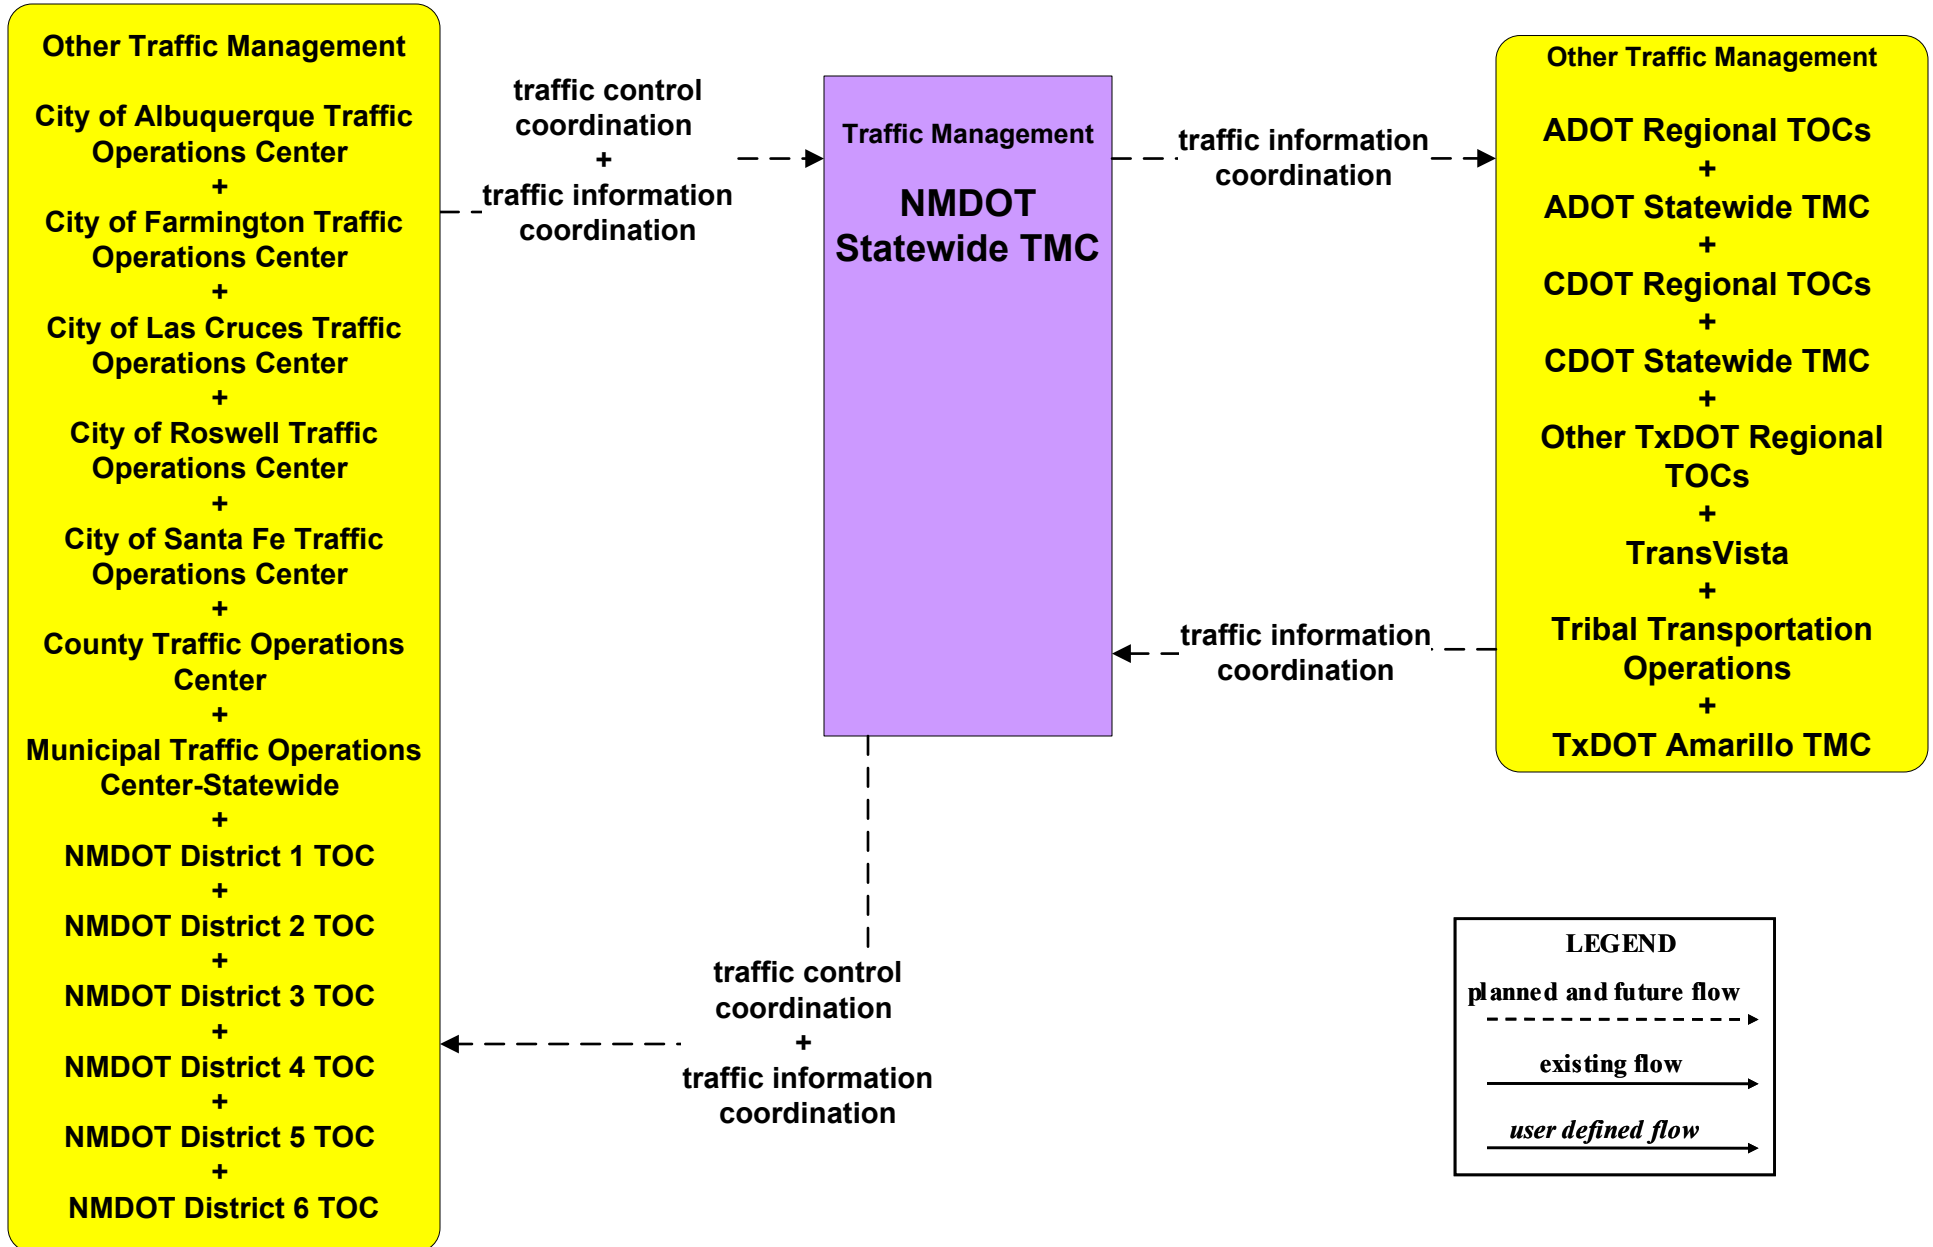 Other Traffic Management
City of Albuquerque Traffic
Operations Center
+
City of Farmington Traffic
Operations Center
+
City of Las Cruces Traffic
Operations Center
+
City of Roswell Traffic
Operations Center
+
City of Santa Fe Traffic
Operations Center
+
County Traffic Operations
Center
+
Municipal Traffic Operations
Center-Statewide
+
NMDOT District 1 TOC
+
NMDOT District 2 TOC
+
NMDOT District 3 TOC
+
NMDOT District 4 TOC
+
NMDOT District 5 TOC
+
NMDOT District 6 TOC
traffic control
coordination
+
traffic information
coordination
Traffic Management
NMDOT
Statewide TMC
traffic information
coordination
traffic information
coordination
traffic control
coordination
+
traffic information
coordination
Other Traffic Management
ADOT Regional TOCs
+
ADOT Statewide TMC
+
CDOT Regional TOCs
+
CDOT Statewide TMC
+
Other TxDOT Regional
TOCs
+
TransVista
+
Tribal Transportation
Operations
+
TxDOT Amarillo TMC
LEGEND
planned and future flow
existing flow
user defined flow